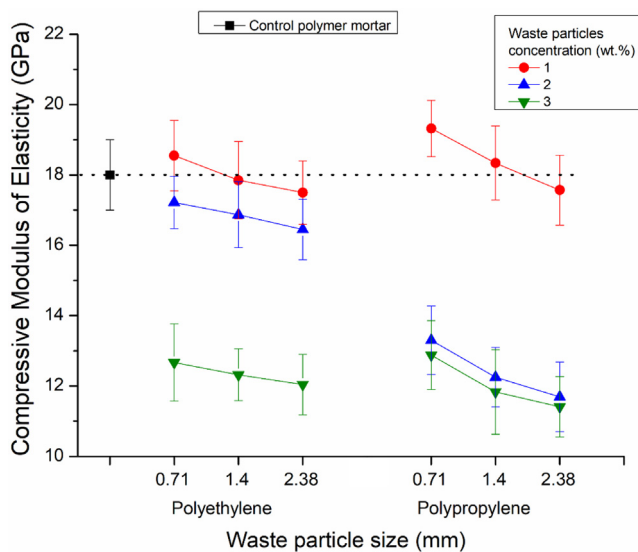 Control polymer mortar
Waste particles
concentration (wt.%)
1
2
3
Compressive Modulus of Elasticity (GPa)
22
20
18
16
14
12
10
0.71 1.4 2.38 0.71 1.4 2.38
Polyethylene Polypropylene
Waste particle size (mm)